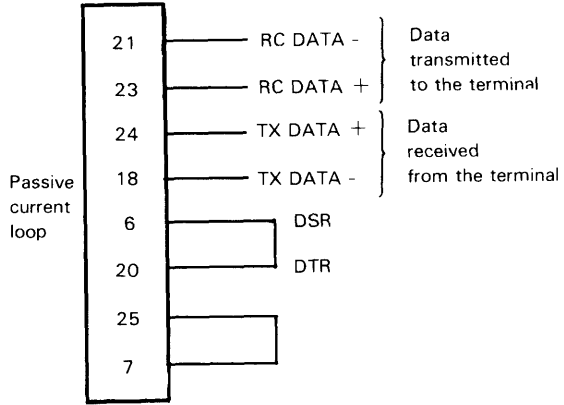 21 RC DATA -
23 RC DATA +
Data
transmitted
to the terminal
24 TX DATA +
18 TX DATA -
Data
received
from the terminal
Passive
current
loop
6 DSR
20 DTR
25
7